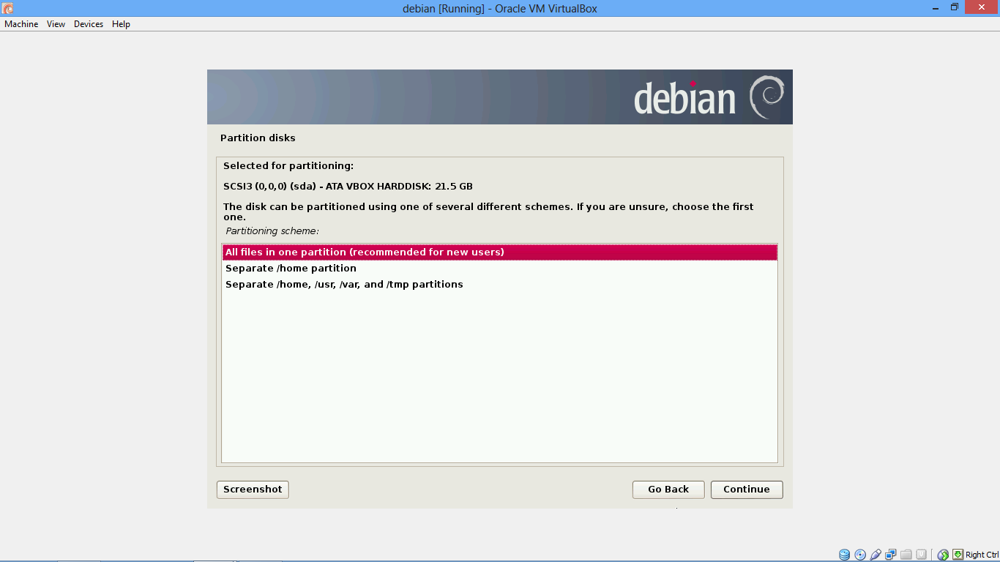 debian [Running] - Oracle VM VirtualBox
Machine View Devices Help
debian
Partition disks
Selected for partitioning:
SCSI3 (0,0,0) (sda) - ATA VBOX HARDDISK: 21.5 GB
The disk can be partitioned using one of several different schemes. If you are unsure, choose the first
one.
Partitioning scheme:
All files in one partition (recommended for new users)
Separate /home partition
Separate /home, /usr, /var, and /tmp partitions
Screenshot
Go Back
Continue
Right Ctrl